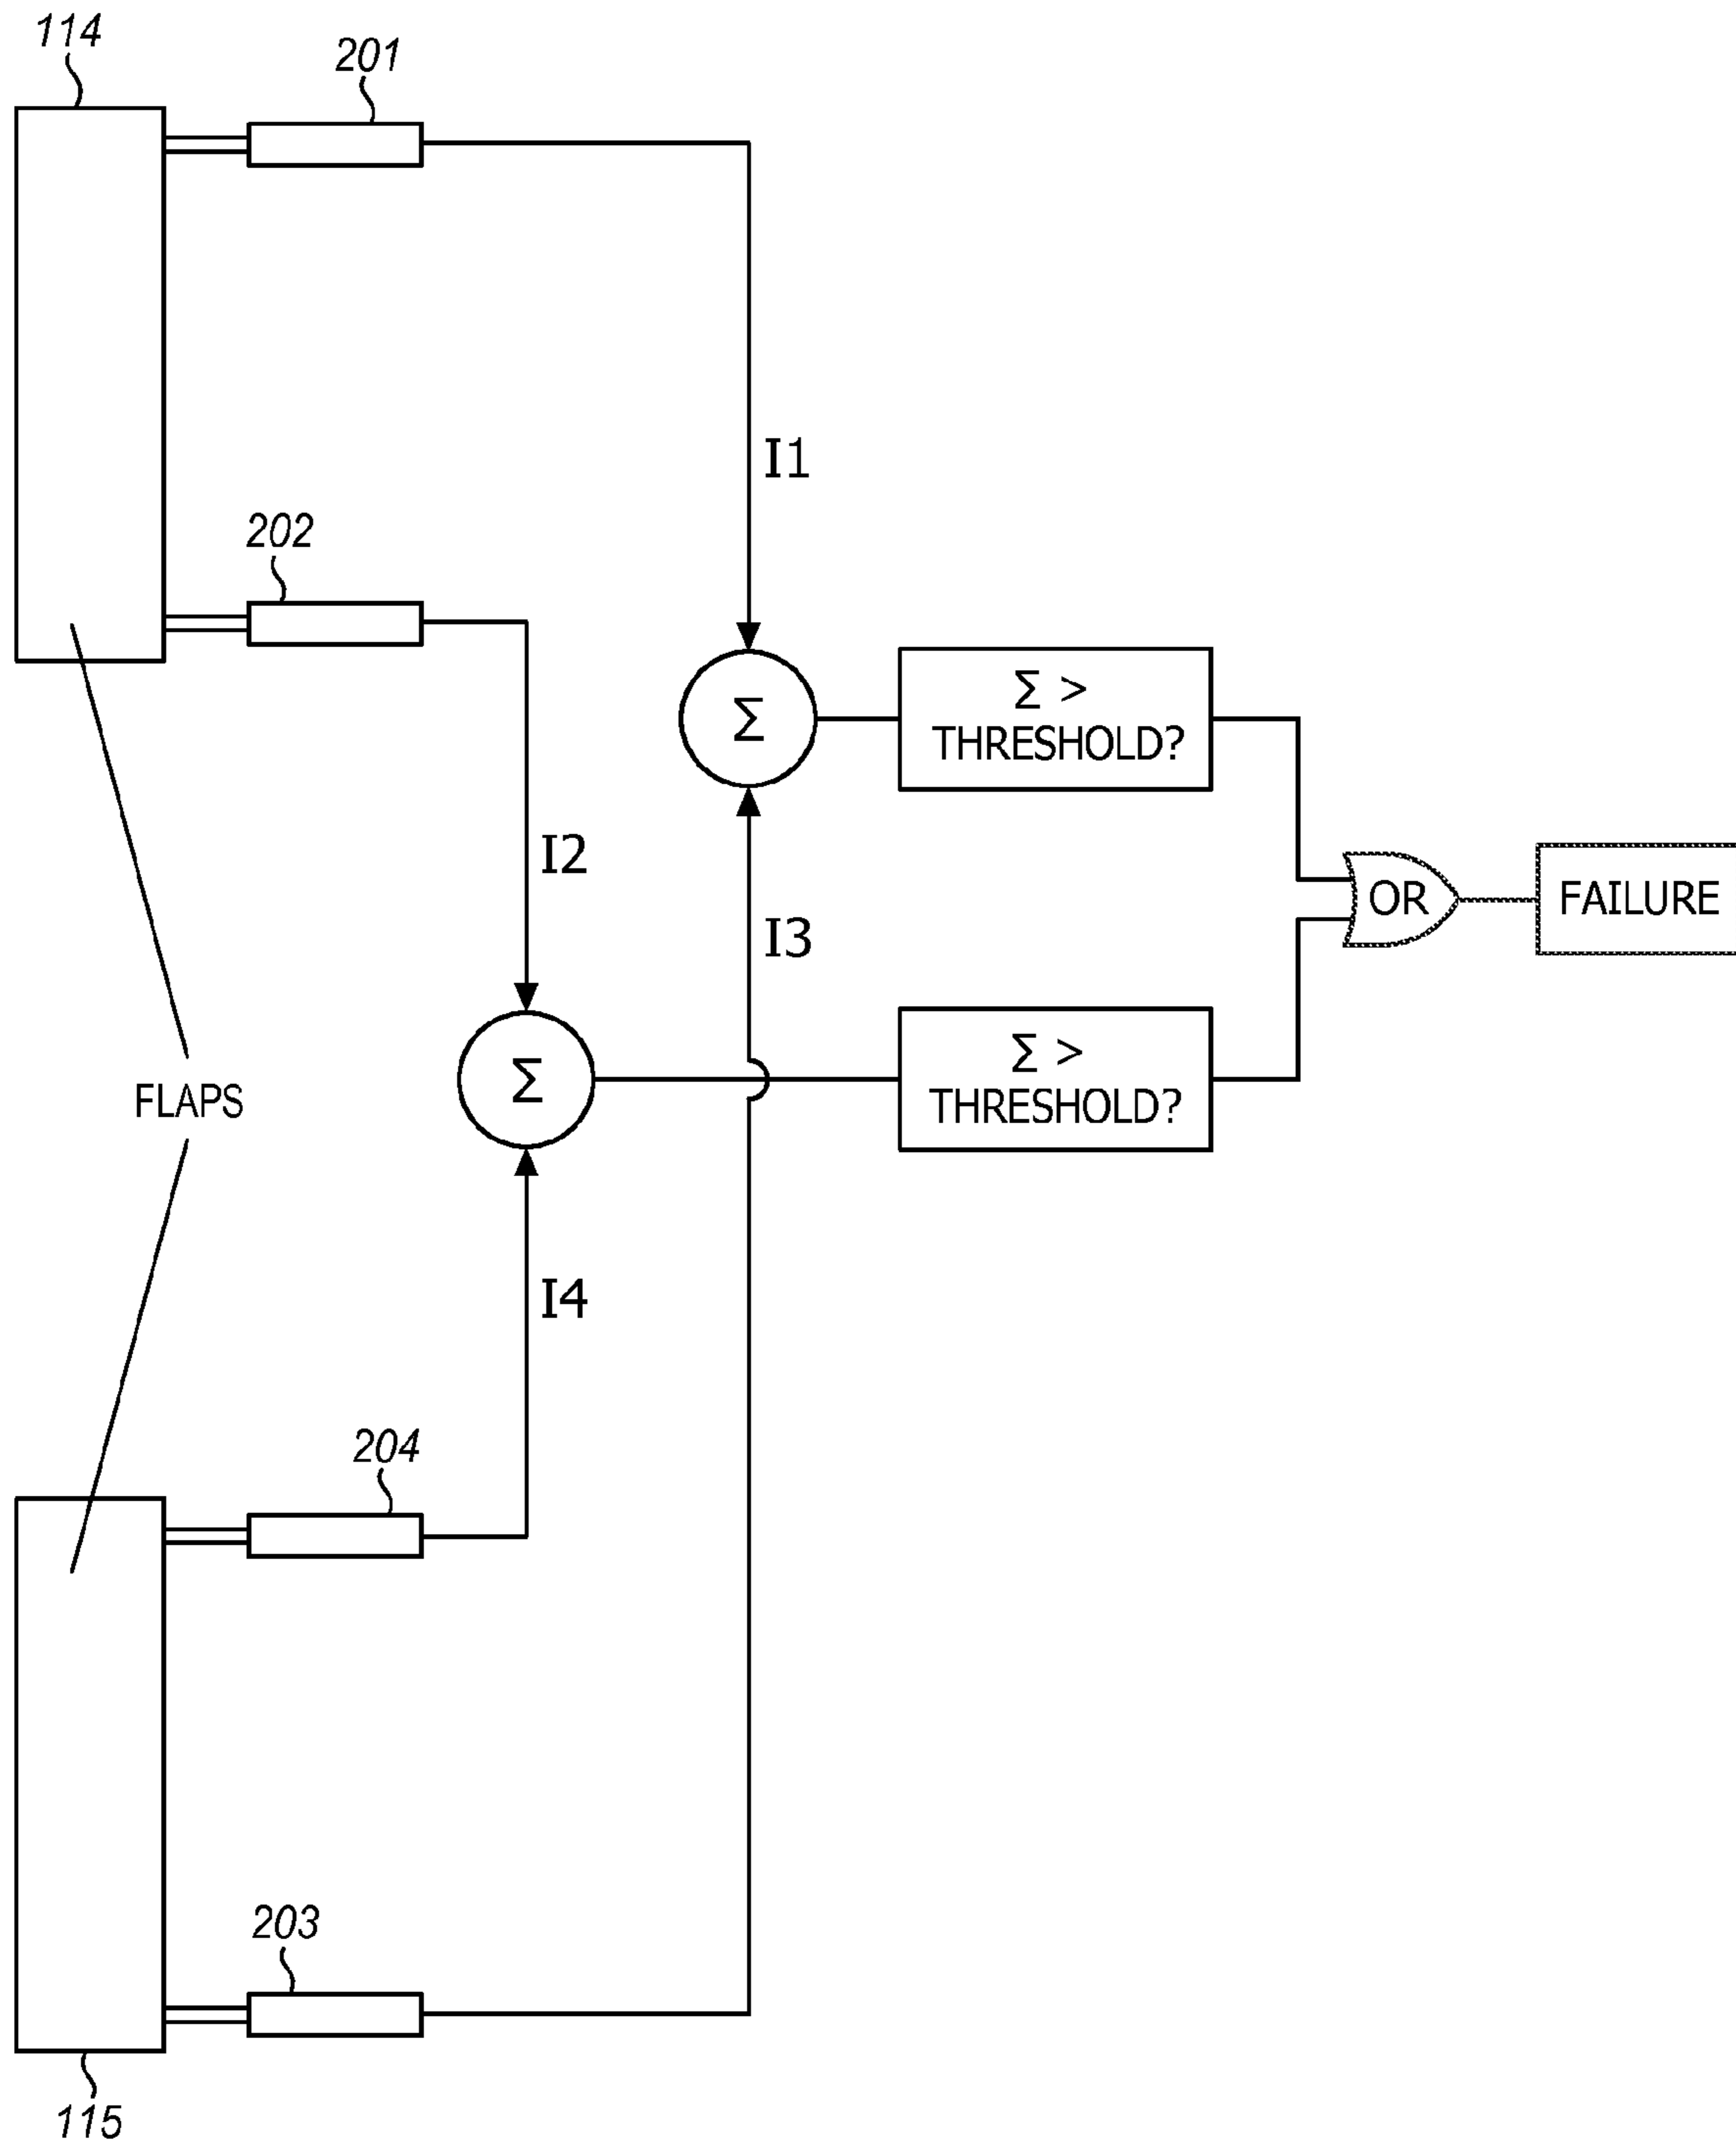 114
201
I1
202
Σ
Σ >
THRESHOLD?
I2
OR
FAILURE
I3
Σ
Σ >
THRESHOLD?
FLAPS
I4
204
203
115